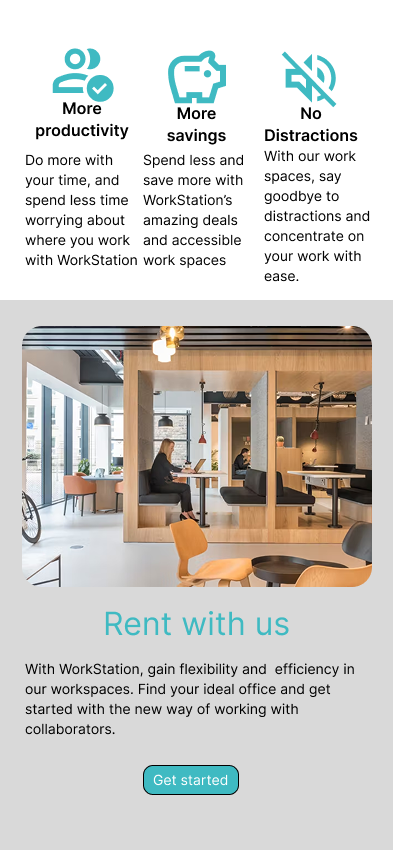 More
productivity
Do more with
your time, and
spend less time
worrying about
where you work
with WorkStation
More
savings
Spend less and
save more with
WorkStation's
amazing deals
and accessible
work spaces
No
Distractions
With our work
spaces, say
goodbye to
distractions and
concentrate on
your work with
ease.
Rent with us
With WorkStation, gain flexibility and  efficiency in
our workspaces. Find your ideal office and get
started with the new way of working with
collaborators.
Get started